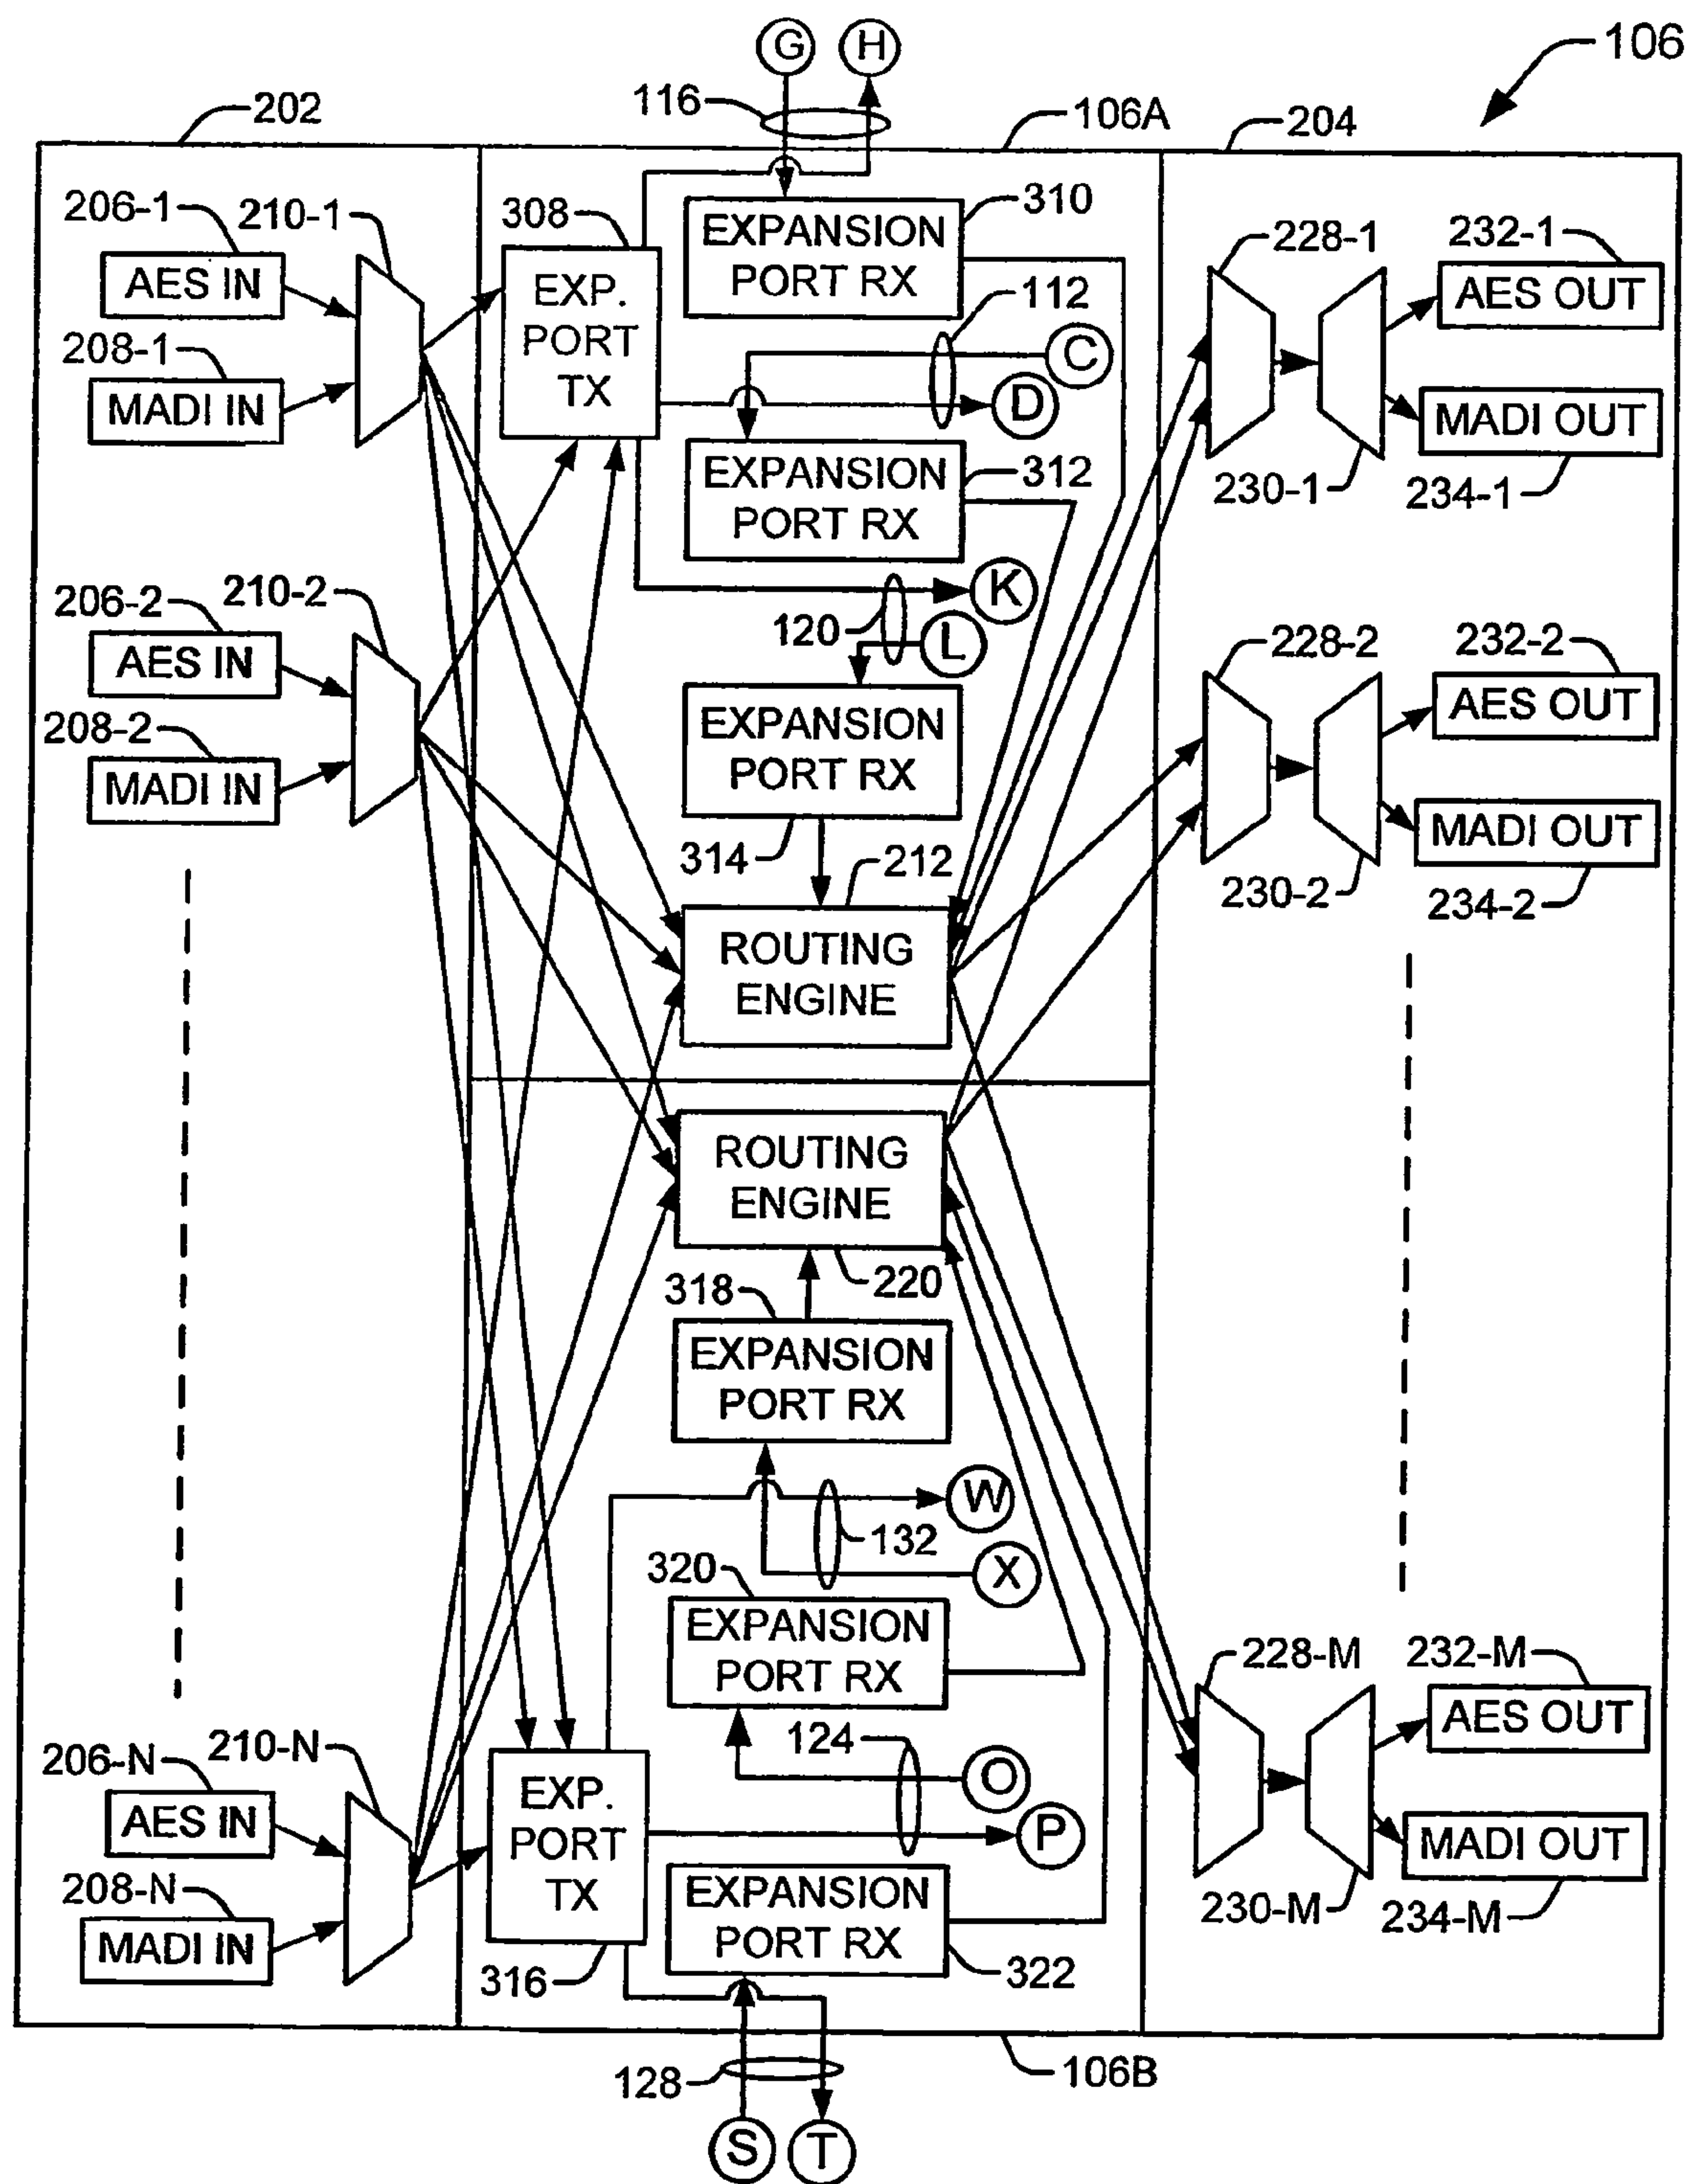 G
H
106
116
202
106A
204
206-1
210-1
308
310
AES IN
EXPANSION
PORT RX
228-1
232-1
EXP.
PORT
TX
AES OUT
112
208-1
C
MADI IN
D
MADI OUT
EXPANSION
PORT RX
312
230-1
234-1
K
206-2
210-2
120
L
228-2
232-2
AES IN
EXPANSION
PORT RX
AES OUT
208-2
MADI IN
MADI OUT
314
212
230-2
234-2
ROUTING
ENGINE
ROUTING
ENGINE
318
220
EXPANSION
PORT RX
W
132
320
X
EXPANSION
PORT RX
228-M
232-M
AES OUT
124
206-N
210-N
O
EXP.
PORT
TX
AES IN
P
MADI OUT
208-N
EXPANSION
PORT RX
230-M
234-M
MADI IN
316
322
128
106B
S
T